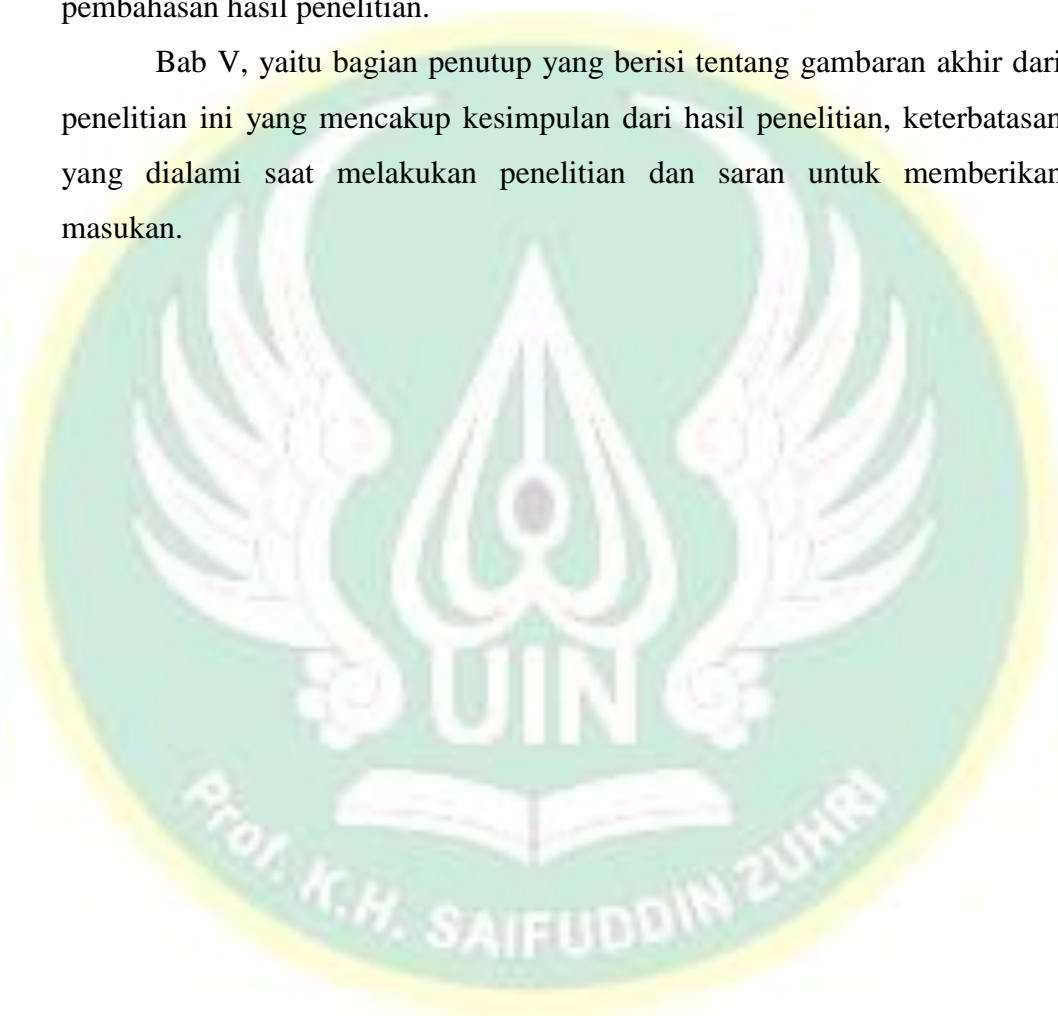 pembahasan hasil penelitian.
Bab V, yaitu bagian penutup yang berisi tentang gambaran akhir dari
penelitian ini yang mencakup kesimpulan dari hasil penelitian, keterbatasan
yang dialami saat melakukan penelitian dan saran untuk memberikan
masukan.
UIN
Prof. K.H. SAIFUDDIN ZUHRI